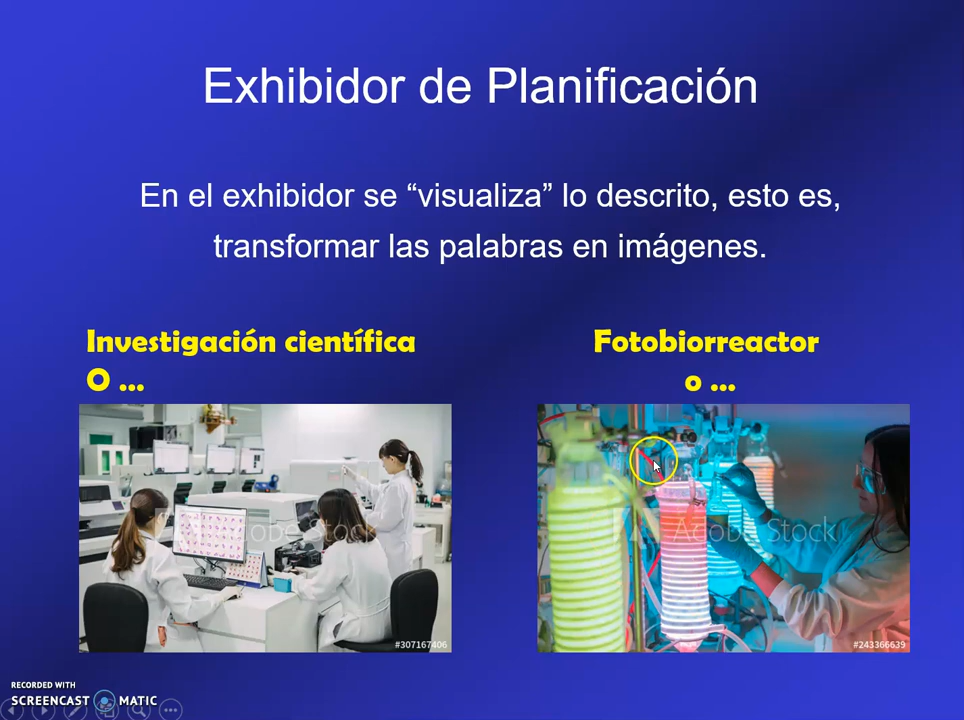 Exhibidor de Planificación
En el exhibidor se “visualiza” lo descrito, esto es,
transformar las palabras en imágenes.
Investigación científica
O ...
Fotobiorreactor
o ...
Adobe Stock
#307167406
Adobe Stock
#243366639
RECORDED WITH
SCREENCAST MATIC